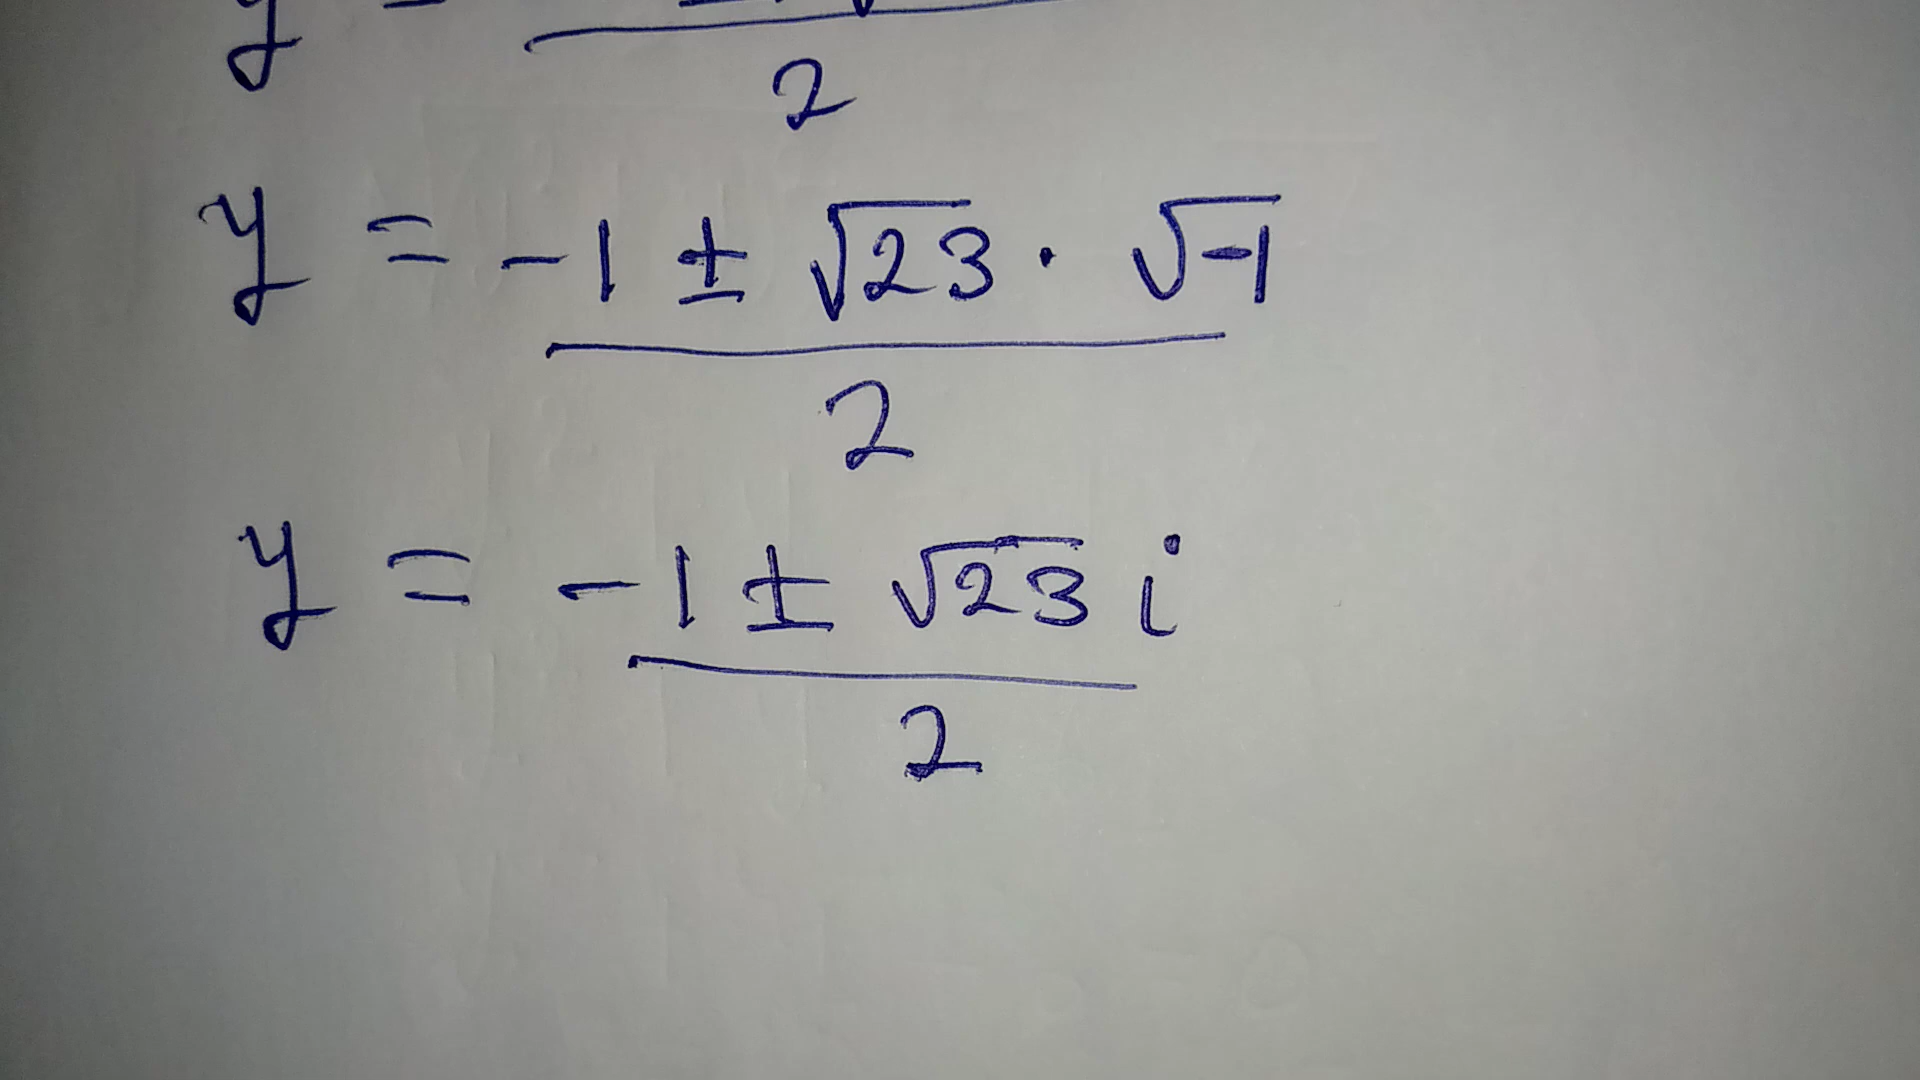 y =
2
y = -1 ± √23 · √-1
2
y = -1 ± √23 i
2